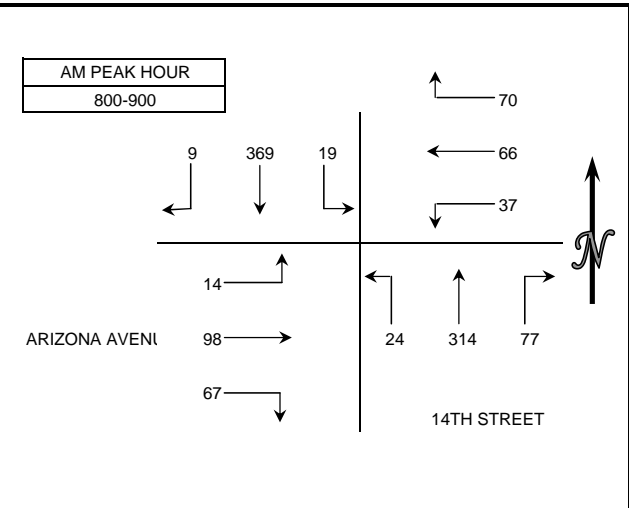 AM PEAK HOUR
800-900
70
9 369 19 66
37
14
ARIZONA AVENU 98 24 314 77
67
14TH STREET
N